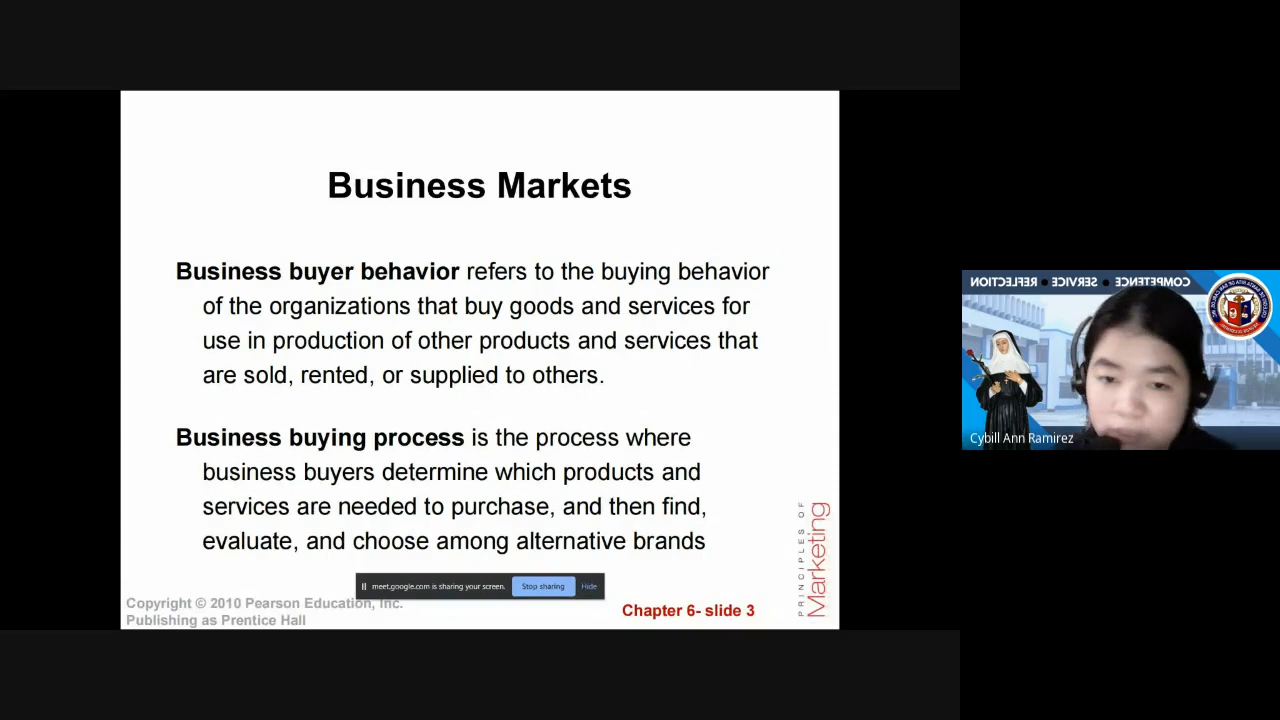 Business Markets
Business buyer behavior refers to the buying behavior
of the organizations that buy goods and services for
use in production of other products and services that
are sold, rented, or supplied to others.
Business buying process is the process where
business buyers determine which products and
services are needed to purchase, and then find,
evaluate, and choose among alternative brands
meet.google.com is sharing your screen. Stop sharing Hide
Copyright © 2010 Pearson Education, Inc.
Publishing as Prentice Hall
Chapter 6- slide 3
PRINCIPLES OF
Marketing
COMPETENCE ● SERVICE ● REFLECTION
Cybill Ann Ramirez